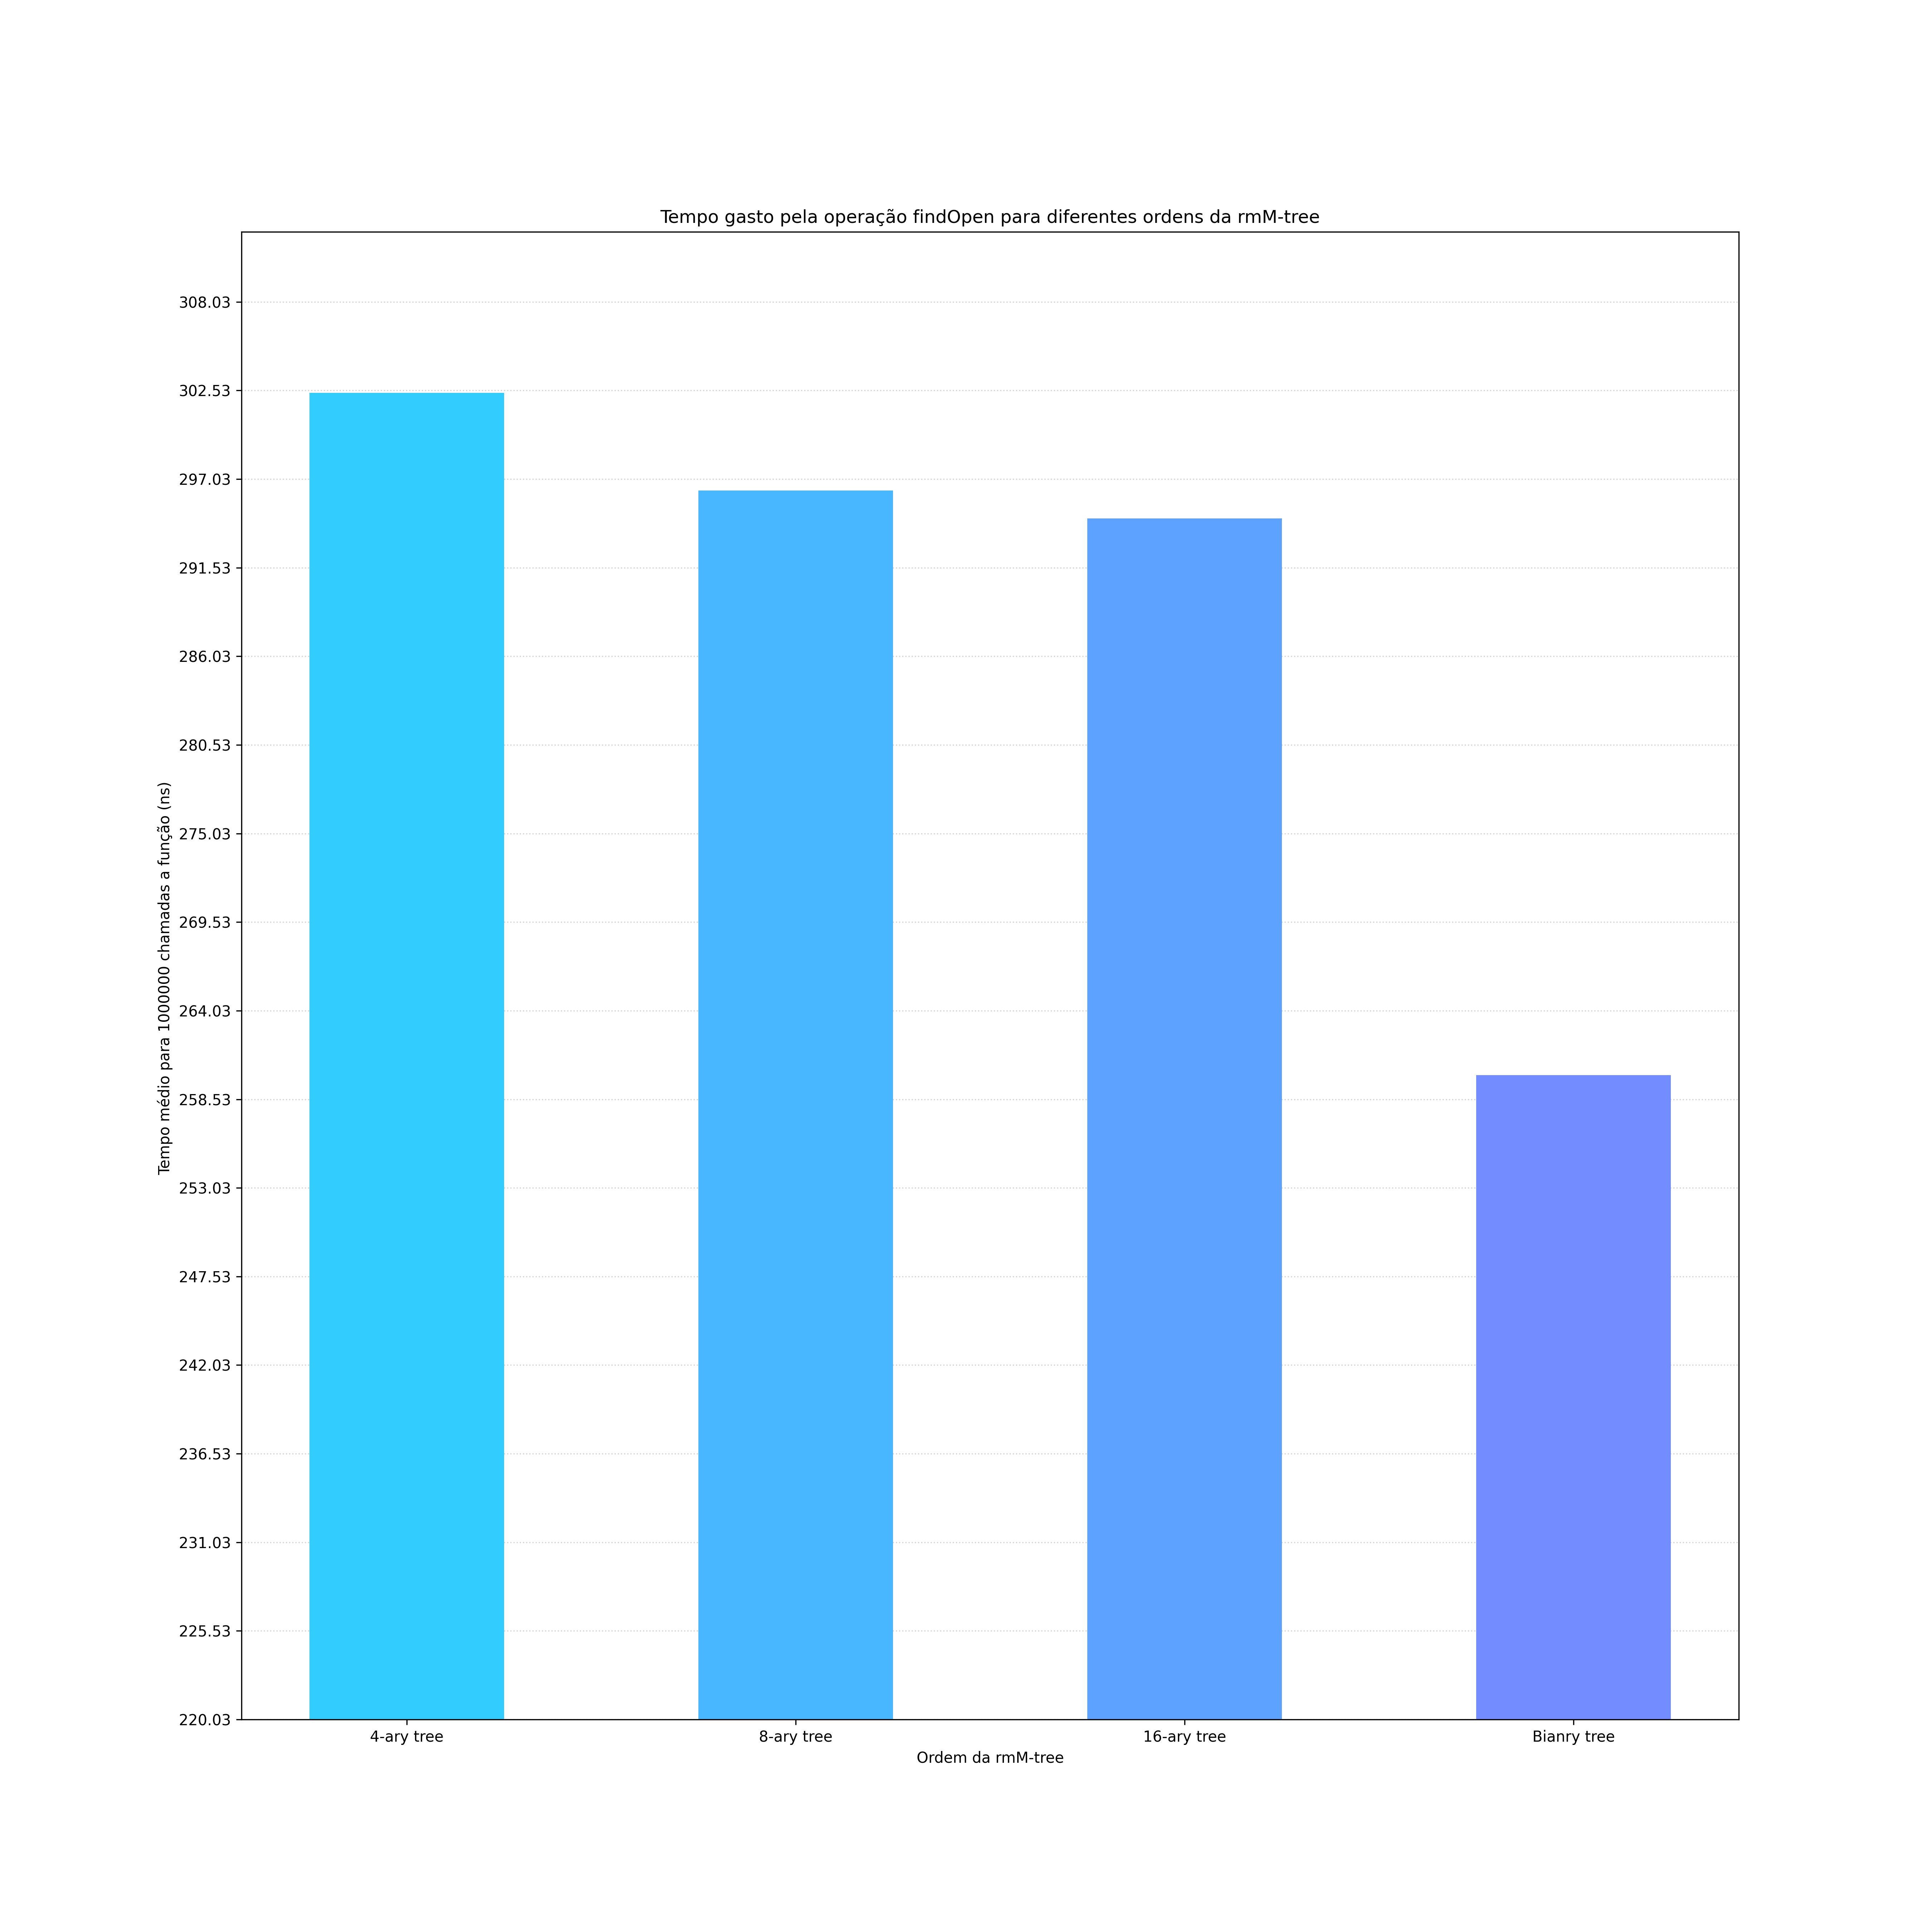 Tempo gasto pela operação findOpen para diferentes ordens da rmM-tree
308.03
302.53
297.03
291.53
286.03
280.53
275.03
269.53
264.03
258.53
253.03
247.53
242.03
236.53
231.03
225.53
220.03
Tempo médio para 1000000 chamadas a função (ns)
4-ary tree
8-ary tree
16-ary tree
Bianry tree
Ordem da rmM-tree